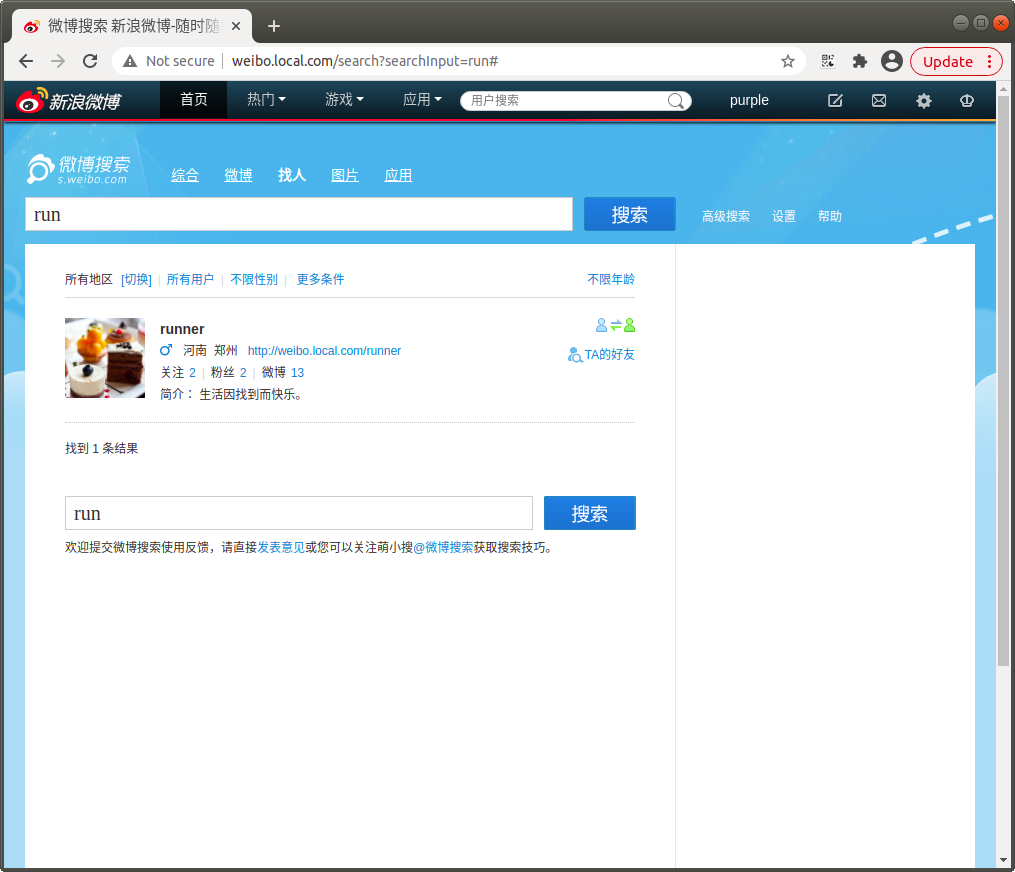 微博搜索 新浪微博-随时随
Not secure weibo.local.com/search?searchInput=run# Update
新浪微博 首页 热门 游戏 应用 用户搜索 purple
微博搜索
s.weibo.com
综合 微博 找人 图片 应用
run 搜索 高级搜索 设置 帮助
所有地区 [切换] 所有用户 不限性别 更多条件 不限年龄
runner
河南 郑州 http://weibo.local.com/runner
TA的好友
关注 2 粉丝 2 微博 13
简介： 生活因找到而快乐。
找到 1 条结果
run 搜索
欢迎提交微博搜索使用反馈，请直接发表意见或您可以关注萌小搜@微博搜索获取搜索技巧。